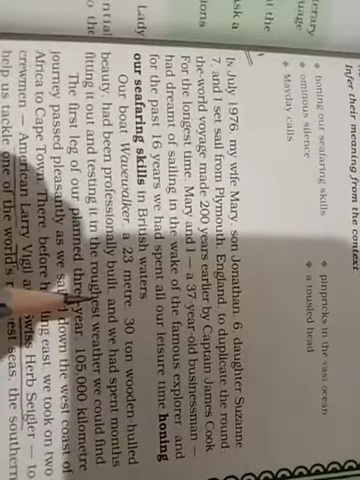 Infer their meaning from the context
honing our seafaring skills
pinpricks in the vast ocean
ominous silence
a tousled head
Mayday calls
IN July 1976, my wife Mary, son Jonathan, 6, daughter Suzanne,
7, and I set sail from Plymouth, England, to duplicate the round-
the-world voyage made 200 years earlier by Captain James Cook.
For the longest time, Mary and I — a 37-year-old businessman —
had dreamt of sailing in the wake of the famous explorer, and
for the past 16 years we had spent all our leisure time honing
our seafaring skills in British waters.
Our boat Wavewalker, a 23 metre, 30 ton wooden-hulled
beauty, had been professionally built, and we had spent months
fitting it out and testing it in the roughest weather we could find.
The first leg of our planned three-year, 105,000 kilometre
journey passed pleasantly as we down the west coast of
Africa to Cape Town. There, before east, we took on two
crewmen — American Larry Vigil Swiss Herb Seigler — to
help us tackle one of the world's seas, the southern
Lady